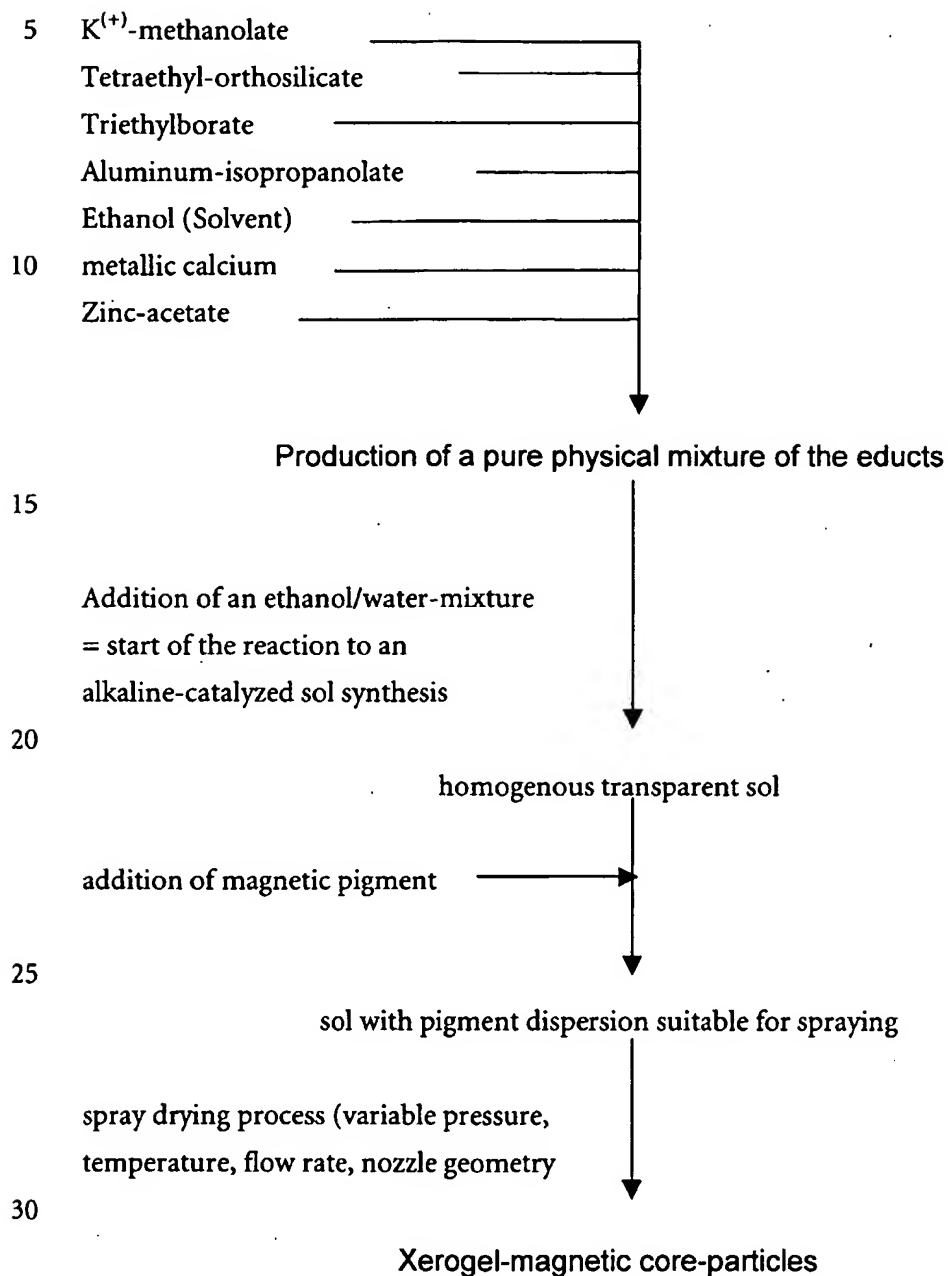 5 K(+)-methanolate
Tetraethyl-orthosilicate
Triethylborate
Aluminum-isopropanolate
Ethanol (Solvent)
10 metallic calcium
Zinc-acetate
Production of a pure physical mixture of the educts
15
Addition of an ethanol/water-mixture
= start of the reaction to an
alkaline-catalyzed sol synthesis
20
homogenous transparent sol
addition of magnetic pigment
25
sol with pigment dispersion suitable for spraying
spray drying process (variable pressure,
temperature, flow rate, nozzle geometry
30
Xerogel-magnetic core-particles